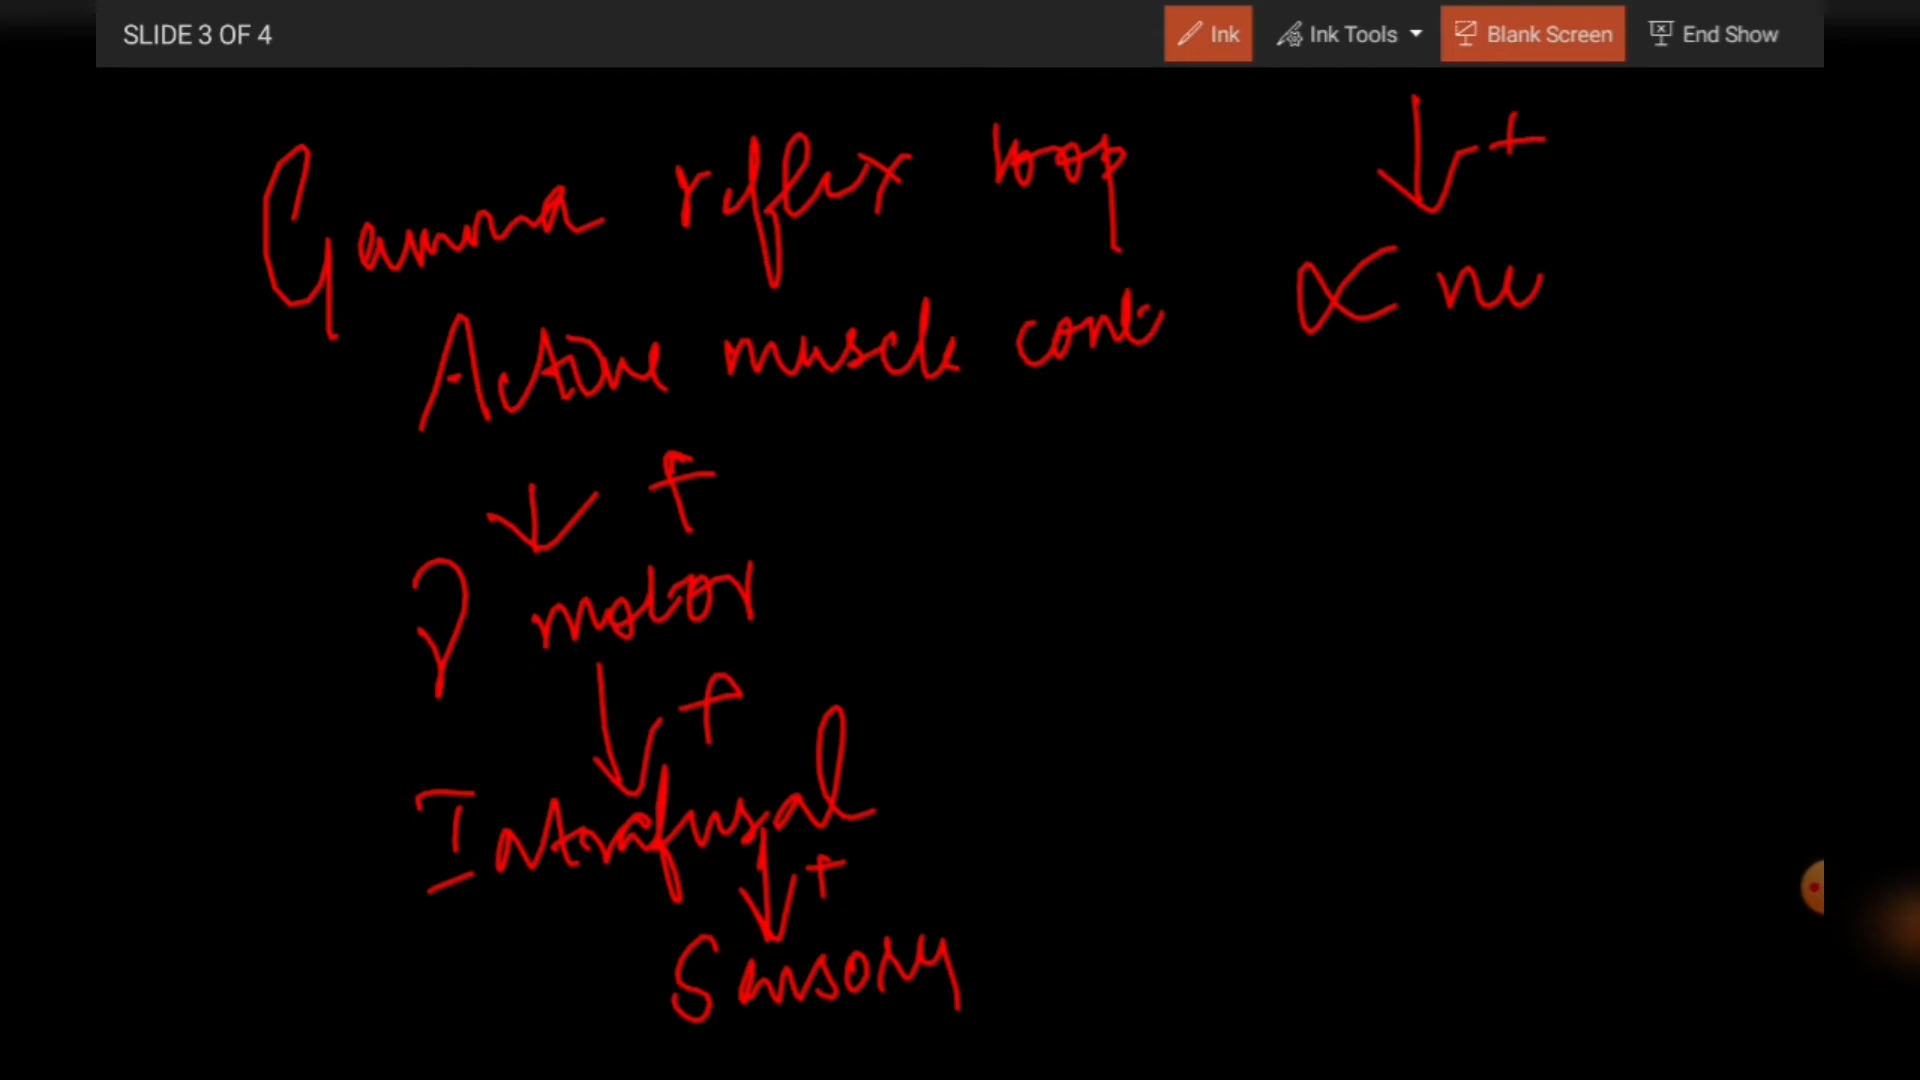 SLIDE 3 OF 4
Ink
Ink Tools
Blank Screen
End Show
Gamma reflex loop
Active muscle cont
+
γ motor
+
Intrafusal
+
Sensory
+
α nu